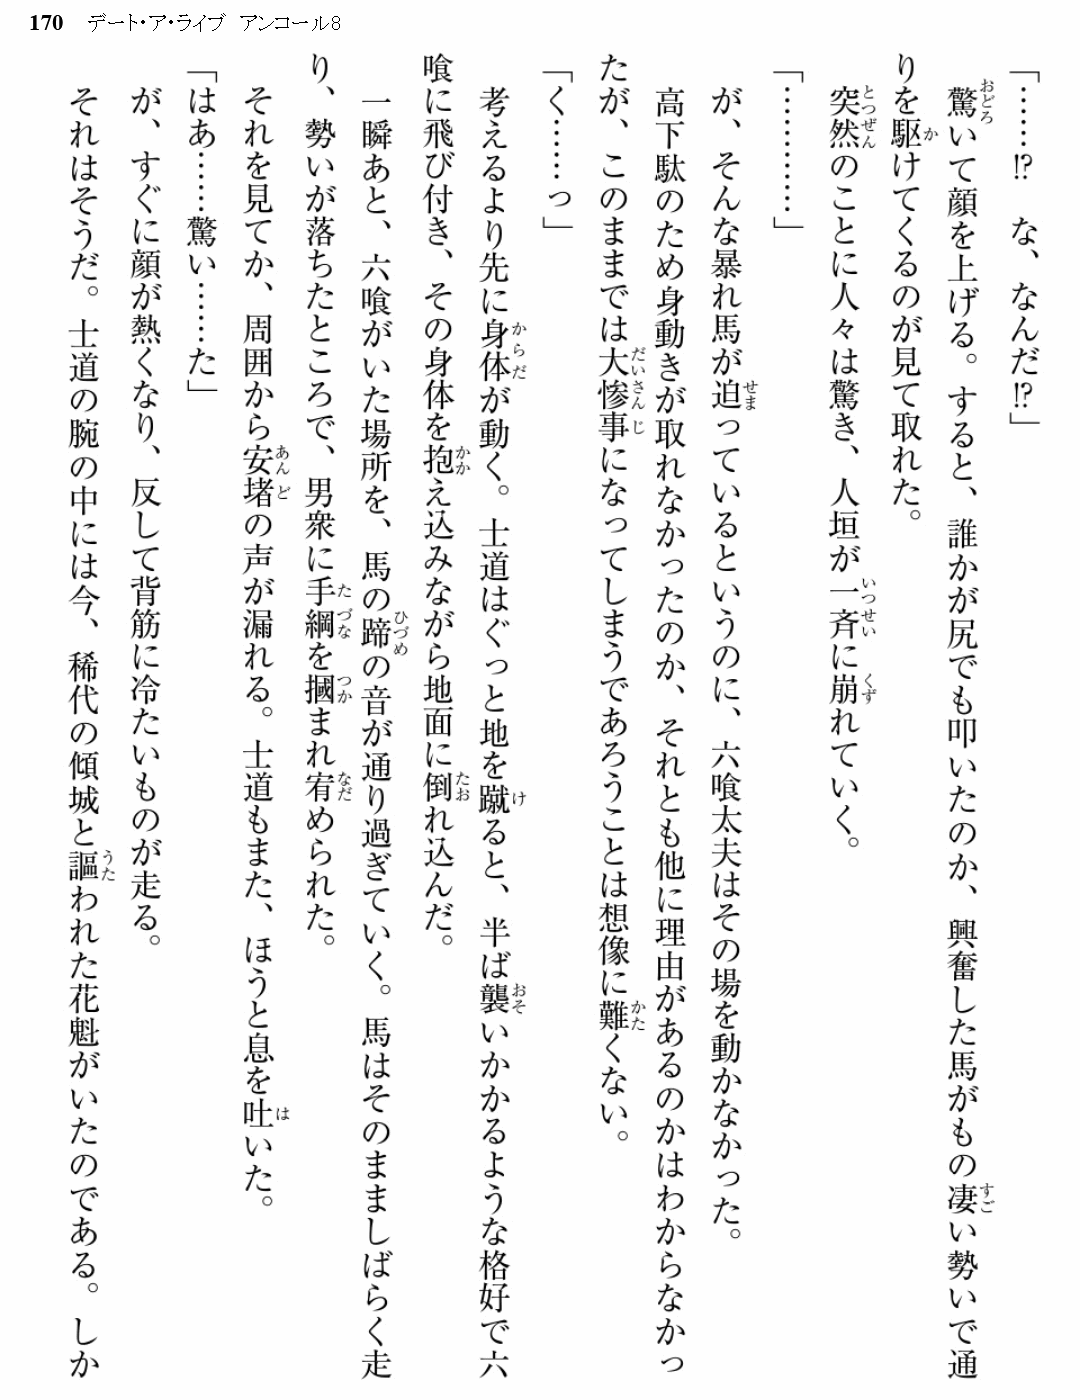 170 デート・ア・ライブ アンコール8
「……!? な、なんだ!?」
驚いて顔を上げる。すると、誰かが尻でも叩いたのか、興奮した馬がもの凄い勢いで通
りを駆けてくるのが見て取れた。
突然のことに人々は驚き、人垣が一斉に崩れていく。
「…………」
が、そんな暴れ馬が迫っているというのに、六喰太夫はその場を動かなかった。
高下駄のため身動きが取れなかったのか、それとも他に理由があるのかはわからなかっ
たが、このままでは大惨事になってしまうであろうことは想像に難くない。
「く……っ」
考えるより先に身体が動く。士道はぐっと地を蹴ると、半ば襲いかかるような格好で六
喰に飛び付き、その身体を抱え込みながら地面に倒れ込んだ。
一瞬あと、六喰がいた場所を、馬の蹄の音が通り過ぎていく。馬はそのまましばらく走
り、勢いが落ちたところで、男衆に手綱を摑まれ宥められた。
それを見てか、周囲から安堵の声が漏れる。士道もまた、ほうと息を吐いた。
「はあ……驚い……た」
が、すぐに顔が熱くなり、反して背筋に冷たいものが走る。
それはそうだ。士道の腕の中には今、稀代の傾城と謳われた花魁がいたのである。しか